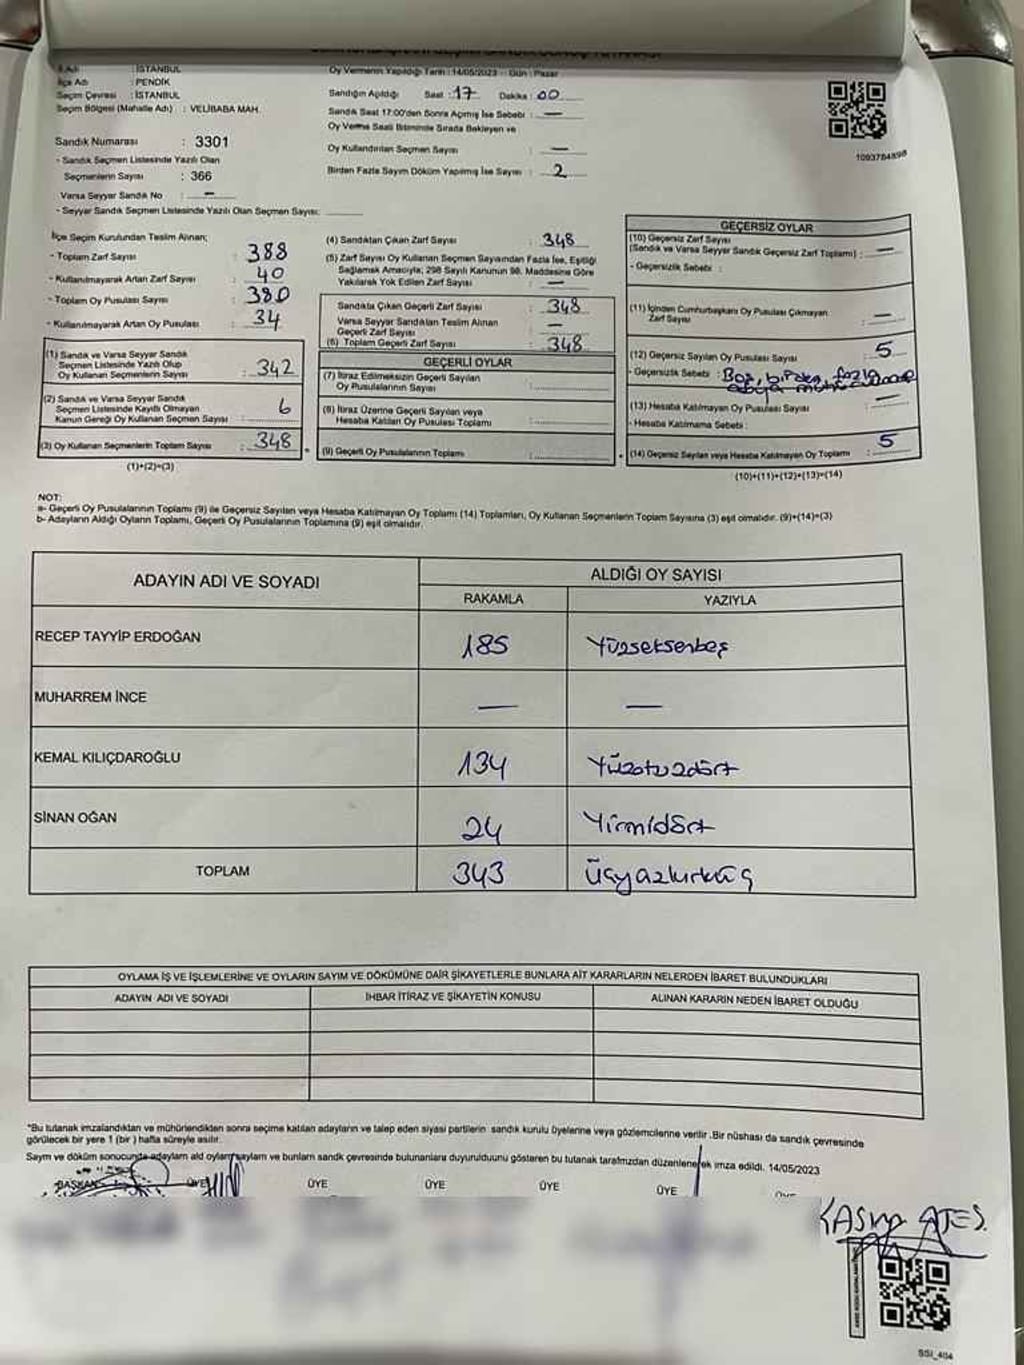 İli Adı : İSTANBUL
İlçe Adı : PENDİK
Seçim Çevresi : İSTANBUL
Seçim Bölgesi (Mahalle Adı) : VELİBABA MAH.
Sandık Numarası : 3301
- Sandık Seçmen Listesinde Yazılı Olan
Seçmenlerin Sayısı : 366
Varsa Seyyar Sandık No : —
- Seyyar Sandık Seçmen Listesinde Yazılı Olan Seçmen Sayısı:
Oy Vermenin Yapıldığı Tarih : 14/05/2023 - Gün : Pazar
Sandığın Açıldığı Saat : 17 Dakika : 00
Sandık Saat 17:00'den Sonra Açılmış İse Sebebi : —
Oy Verme Saati Bitiminde Sırada Bekleyen ve
Oy Kullandırılan Seçmen Sayısı : —
Birden Fazla Sayım Döküm Yapılmış İse Sayısı : 2
1093784898
İlçe Seçim Kurulundan Teslim Alınan;
- Toplam Zarf Sayısı : 388
- Kullanılmayarak Artan Zarf Sayısı : 40
- Toplam Oy Pusulası Sayısı : 380
- Kullanılmayarak Artan Oy Pusulası : 34
(1) Sandık ve Varsa Seyyar Sandık
Seçmen Listesinde Yazılı Olup
Oy Kullanan Seçmenlerin Sayısı : 342
(2) Sandık ve Varsa Seyyar Sandık
Seçmen Listesinde Kayıtlı Olmayan
Kanun Gereği Oy Kullanan Seçmen Sayısı : 6
(3) Oy Kullanan Seçmenlerin Toplam Sayısı : 348
(1)+(2)=(3)
(4) Sandıktan Çıkan Zarf Sayısı : 348
(5) Zarf Sayısı Oy Kullanan Seçmen Sayısından Fazla İse, Eşitliği
Sağlamak Amacıyla; 298 Sayılı Kanunun 98. Maddesine Göre
Yakılarak Yok Edilen Zarf Sayısı : —
Sandıkta Çıkan Geçerli Zarf Sayısı : 348
Varsa Seyyar Sandıktan Teslim Alınan
Geçerli Zarf Sayısı : —
(6) Toplam Geçerli Zarf Sayısı : 348
GEÇERLİ OYLAR
(7) İtiraz Edilmeksizin Geçerli Sayılan
Oy Pusulalarının Sayısı :
(8) İtiraz Üzerine Geçerli Sayılan veya
Hesaba Katılan Oy Pusulası Toplamı :
(9) Geçerli Oy Pusulalarının Toplamı :
GEÇERSİZ OYLAR
(10) Geçersiz Zarf Sayısı
(Sandık ve Varsa Seyyar Sandık Geçersiz Zarf Toplamı) : —
- Geçersizlik Sebebi :
(11) İçinden Cumhurbaşkanı Oy Pusulası Çıkmayan
Zarf Sayısı : —
(12) Geçersiz Sayılan Oy Pusulası Sayısı : 5
- Geçersizlik Sebebi : Boş, birden fazla
(13) Hesaba Katılmayan Oy Pusulası Sayısı : —
- Hesaba Katılmama Sebebi :
(14) Geçersiz Sayılan veya Hesaba Katılmayan Oy Toplamı : 5
(10)+(11)+(12)+(13)=(14)
NOT:
a- Geçerli Oy Pusulalarının Toplamı (9) ile Geçersiz Sayılan veya Hesaba Katılmayan Oy Toplamı (14) Toplamları, Oy Kullanan Seçmenlerin Toplam Sayısına (3) eşit olmalıdır. (9)+(14)=(3)
b- Adayların Aldığı Oyların Toplamı, Geçerli Oy Pusulalarının Toplamına (9) eşit olmalıdır.
ADAYIN ADI VE SOYADI
ALDIĞI OY SAYISI
RAKAMLA YAZIYLA
RECEP TAYYİP ERDOĞAN 185 Yüzseksenbeş
MUHARREM İNCE — —
KEMAL KILIÇDAROĞLU 134 Yüzotuzdört
SİNAN OĞAN 24 Yirmidört
TOPLAM 343 Üçyüzkırküç
OYLAMA İŞ VE İŞLEMLERİNE VE OYLARIN SAYIM VE DÖKÜMÜNE DAİR ŞİKAYETLERLE BUNLARA AİT KARARLARIN NELERDEN İBARET BULUNDUKLARI
ADAYIN ADI VE SOYADI İHBAR İTİRAZ VE ŞİKAYETİN KONUSU ALINAN KARARIN NEDEN İBARET OLDUĞU
*Bu tutanak imzalandıktan ve mühürlendikten sonra seçime katılan adayların ve talep eden siyasi partilerin sandık kurulu üyelerine veya gözlemcilerine verilir. Bir nüshası da sandık çevresinde
görülecek bir yere 1 (bir) hafta süreyle asılır.
Sayım ve döküm sonucunda adayların aldı oyların sayıları ve bunların sandık çevresinde bulunanlara duyurulduunu gösteren bu tutanak tarafımızdan düzenlenerek imza edildi. 14/05/2023
BAŞKAN ÜYE ÜYE ÜYE ÜYE ÜYE
KASIM ATEŞ.
SSI_404